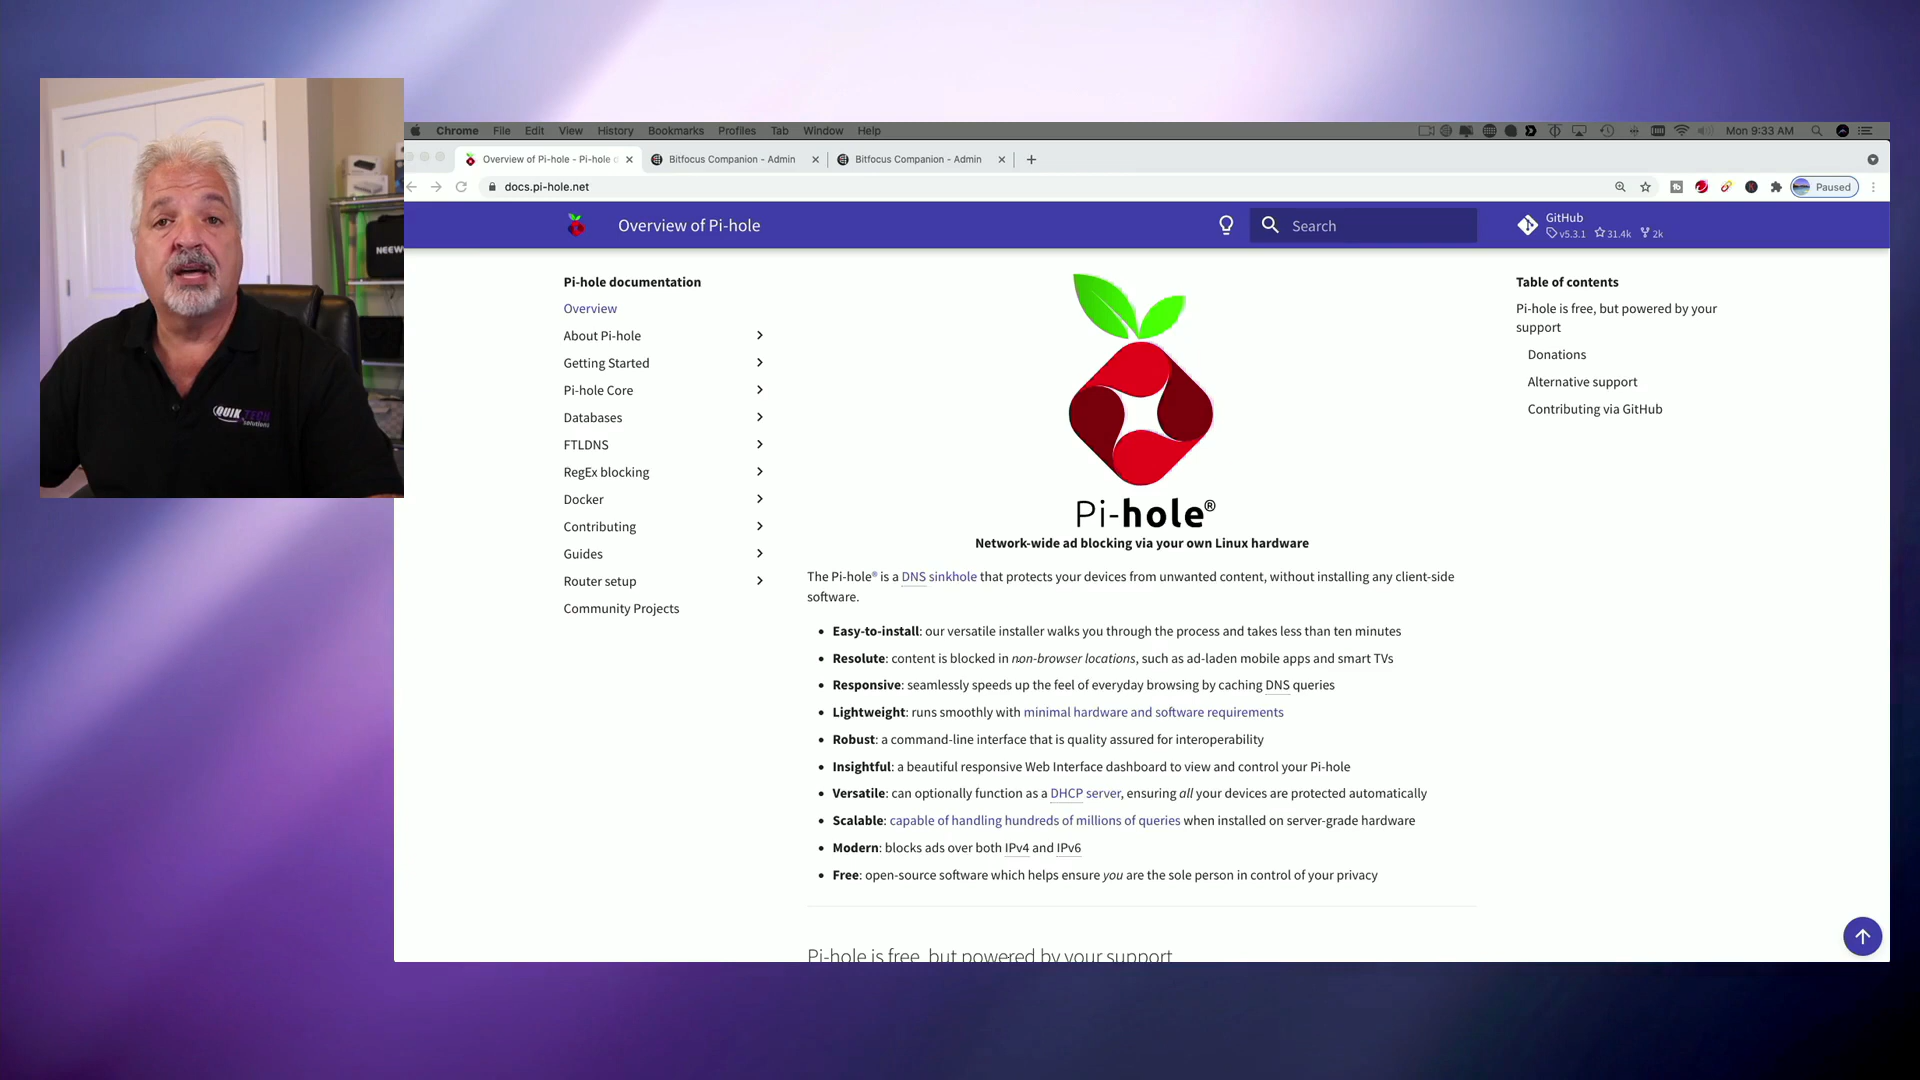 Chrome File Edit View History Bookmarks Profiles Tab Window Help Mon 9:33 AM
Overview of Pi-hole - Pi-hole Bitfocus Companion - Admin Bitfocus Companion - Admin
docs.pi-hole.net Paused
Overview of Pi-hole
Search
GitHub
v5.3.1 31.4k 2k
NEEW
QUIK TECH
solutions
Pi-hole documentation
Overview
About Pi-hole
Getting Started
Pi-hole Core
Databases
FTLDNS
RegEx blocking
Docker
Contributing
Guides
Router setup
Community Projects
Pi-hole®
Network-wide ad blocking via your own Linux hardware
The Pi-hole® is a DNS sinkhole that protects your devices from unwanted content, without installing any client-side
software.
• Easy-to-install: our versatile installer walks you through the process and takes less than ten minutes
• Resolute: content is blocked in non-browser locations, such as ad-laden mobile apps and smart TVs
• Responsive: seamlessly speeds up the feel of everyday browsing by caching DNS queries
• Lightweight: runs smoothly with minimal hardware and software requirements
• Robust: a command-line interface that is quality assured for interoperability
• Insightful: a beautiful responsive Web Interface dashboard to view and control your Pi-hole
• Versatile: can optionally function as a DHCP server, ensuring all your devices are protected automatically
• Scalable: capable of handling hundreds of millions of queries when installed on server-grade hardware
• Modern: blocks ads over both IPv4 and IPv6
• Free: open-source software which helps ensure you are the sole person in control of your privacy
Pi-hole is free, but powered by your support
Table of contents
Pi-hole is free, but powered by your
support
Donations
Alternative support
Contributing via GitHub